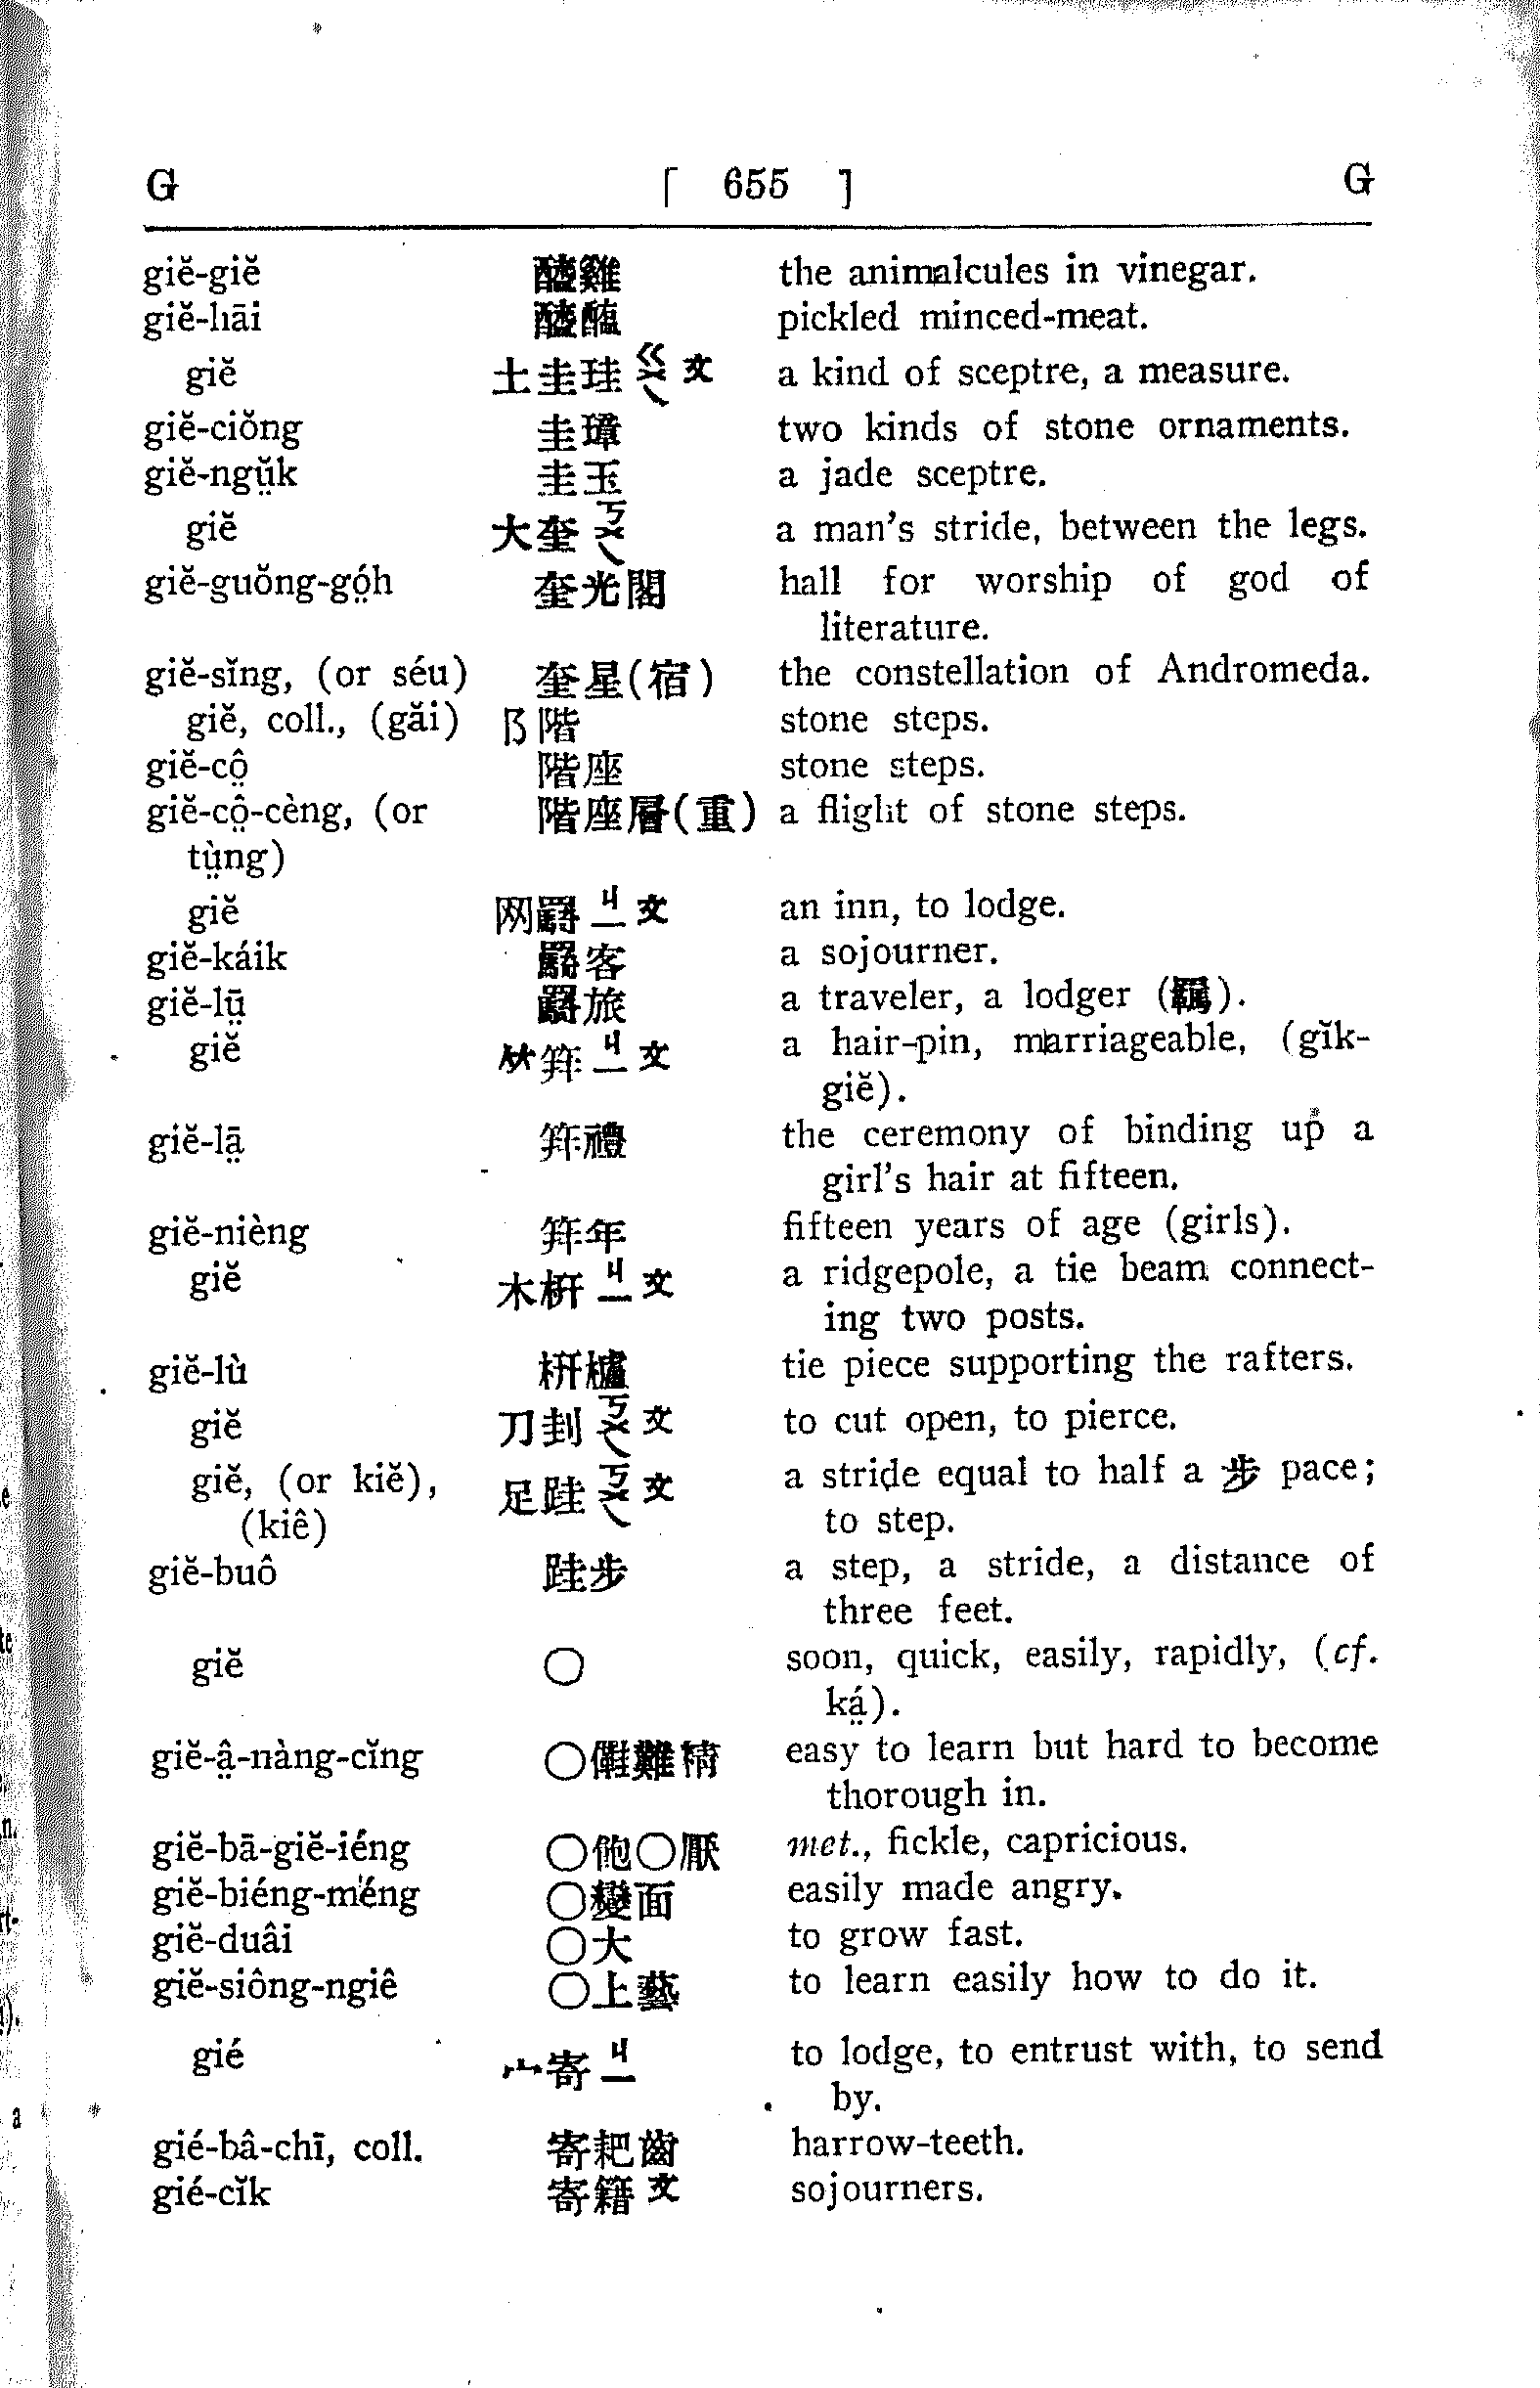 G [ 655 ] G
giĕ-giĕ 醯雞 the animalcules in vinegar.
giĕ-hāi 醯醢 pickled minced-meat.
giĕ 土圭珪 ㄍㄨㄟ 文 a kind of sceptre, a measure.
giĕ-ciŏng 圭璋 two kinds of stone ornaments.
giĕ-ngṳ̆k 圭玉 a jade sceptre.
giĕ 大奎 ㄎㄨㄟ a man's stride, between the legs.
giĕ-guŏng-gó̤h 奎光閣 hall for worship of god of
literature.
giĕ-sĭng, (or séu) 奎星(宿) the constellation of Andromeda.
giĕ, coll., (găi) 阝階 stone steps.
giĕ-cô̤ 階座 stone steps.
giĕ-cô̤-cèng, (or 階座層(重) a flight of stone steps.
tṳ̀ng)
giĕ 网羇 ㄐㄧ 文 an inn, to lodge.
giĕ-káik 羇客 a sojourner.
giĕ-lṳ̄ 羇旅 a traveler, a lodger (羈).
giĕ 竹笄 ㄐㄧ 文 a hair-pin, marriageable, (gĭk-
giĕ).
giĕ-lā̤ 笄禮 the ceremony of binding up a
girl's hair at fifteen.
giĕ-nièng 笄年 fifteen years of age (girls).
giĕ 木枅 ㄐㄧ 文 a ridgepole, a tie beam connect-
ing two posts.
giĕ-lù 枅櫨 tie piece supporting the rafters.
giĕ 刀刲 ㄎㄨㄟ 文 to cut open, to pierce.
giĕ, (or kiĕ), 足跬 ㄎㄨㄟ 文 a stride equal to half a 步 pace;
(kiê) to step.
giĕ-buô 跬步 a step, a stride, a distance of
three feet.
giĕ ○ soon, quick, easily, rapidly, (cf.
ká̤).
giĕ-â̤-nàng-cĭng ○ 難精 easy to learn but hard to become
thorough in.
giĕ-bā-giĕ-iéng ○飽○厭 met., fickle, capricious.
giĕ-biéng-méng ○變面 easily made angry.
giĕ-duâi ○大 to grow fast.
giĕ-siông-ngiê ○上藝 to learn easily how to do it.
gié 宀寄 ㄐㄧ to lodge, to entrust with, to send
by.
gié-bâ-chī, coll. 寄耙齒 harrow-teeth.
gié-cĭk 寄籍 文 sojourners.